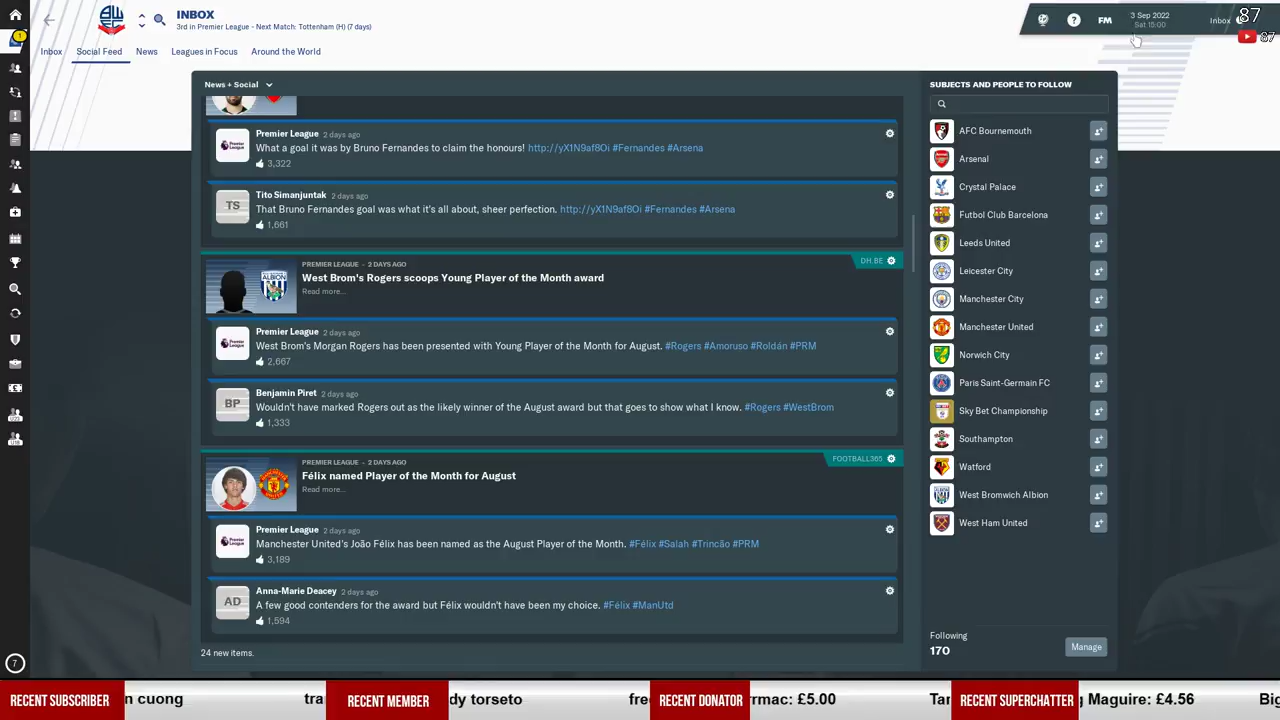 INBOX
3rd in Premier League - Next Match: Tottenham (H) (7 days)
FM
3 Sep 2022
Sat 15:00
Inbox
87
87
1
Inbox
Social Feed
News
Leagues in Focus
Around the World
News + Social
Premier League 2 days ago
What a goal it was by Bruno Fernandes to claim the honours! http://yX1N9af8Oi #Fernandes #Arsena
3,322
TS
Tito Simanjuntak 2 days ago
That Bruno Fernandes goal was what it's all about, sheer perfection. http://yX1N9af8Oi #Fernandes #Arsena
1,661
PREMIER LEAGUE - 2 DAYS AGO
DH.BE
West Brom's Rogers scoops Young Player of the Month award
Read more...
Premier League 2 days ago
West Brom's Morgan Rogers has been presented with Young Player of the Month for August. #Rogers #Amoruso #Roldán #PRM
2,667
BP
Benjamin Piret 2 days ago
Wouldn't have marked Rogers out as the likely winner of the August award but that goes to show what I know. #Rogers #WestBrom
1,333
PREMIER LEAGUE - 2 DAYS AGO
FOOTBALL365
Félix named Player of the Month for August
Read more...
Premier League 2 days ago
Manchester United's João Félix has been named as the August Player of the Month. #Félix #Salah #Trincão #PRM
3,189
AD
Anna-Marie Deacey 2 days ago
A few good contenders for the award but Félix wouldn't have been my choice. #Félix #ManUtd
1,594
24 new items.
SUBJECTS AND PEOPLE TO FOLLOW
AFC Bournemouth
Arsenal
Crystal Palace
Futbol Club Barcelona
Leeds United
Leicester City
Manchester City
Manchester United
Norwich City
Paris Saint-Germain FC
Sky Bet Championship
Southampton
Watford
West Bromwich Albion
West Ham United
Following
170
Manage
7
RECENT SUBSCRIBER
n cuong
tra
RECENT MEMBER
dy torseto
fre
RECENT DONATOR
rmac: £5.00
Tar
RECENT SUPERCHATTER
g Maguire: £4.56
Big